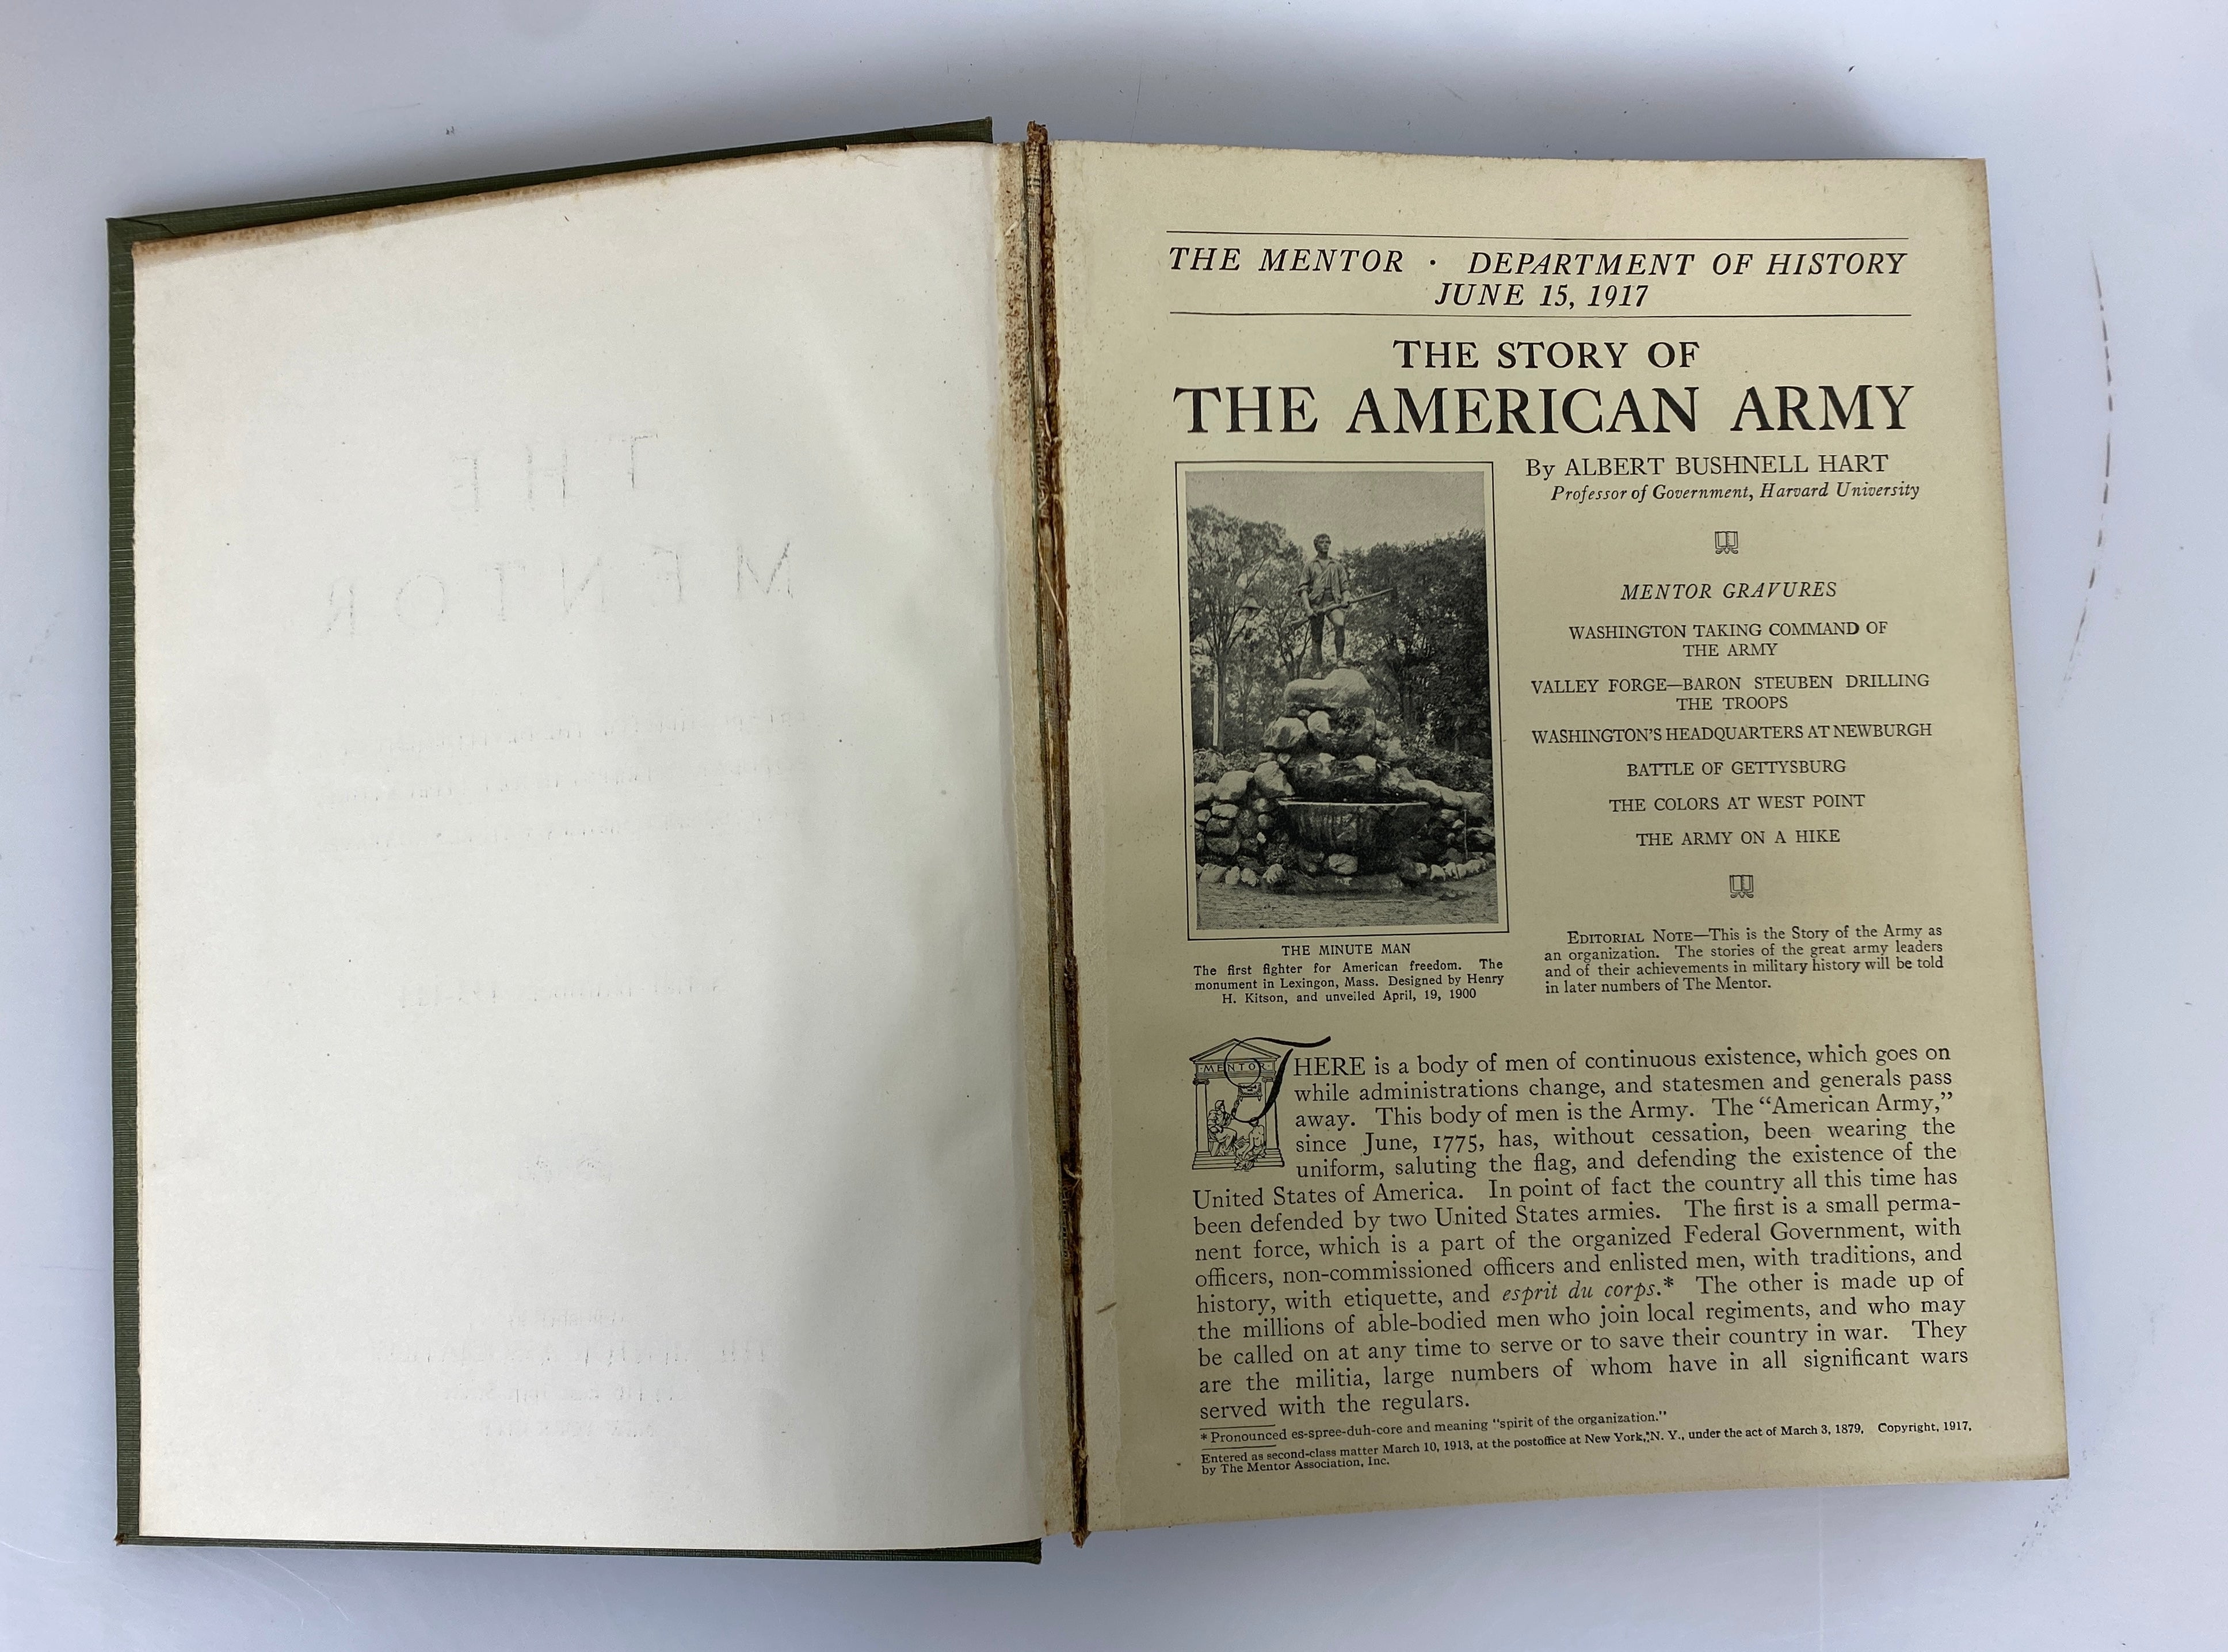 THE
MENTOR
THE MENTOR · DEPARTMENT OF HISTORY
JUNE 15, 1917
THE STORY OF
THE AMERICAN ARMY
By ALBERT BUSHNELL HART
Professor of Government, Harvard University
MENTOR GRAVURES
WASHINGTON TAKING COMMAND OF
THE ARMY
VALLEY FORGE—BARON STEUBEN DRILLING
THE TROOPS
WASHINGTON'S HEADQUARTERS AT NEWBURGH
BATTLE OF GETTYSBURG
THE COLORS AT WEST POINT
THE ARMY ON A HIKE
THE MINUTE MAN
The first fighter for American freedom. The
monument in Lexingon, Mass. Designed by Henry
H. Kitson, and unveiled April, 19, 1900
EDITORIAL NOTE—This is the Story of the Army as
an organization. The stories of the great army leaders
and of their achievements in military history will be told
in later numbers of The Mentor.
MENTOR
THERE is a body of men of continuous existence, which goes on
while administrations change, and statesmen and generals pass
away. This body of men is the Army. The “American Army,”
since June, 1775, has, without cessation, been wearing the
uniform, saluting the flag, and defending the existence of the
United States of America. In point of fact the country all this time has
been defended by two United States armies. The first is a small perma-
nent force, which is a part of the organized Federal Government, with
officers, non-commissioned officers and enlisted men, with traditions, and
history, with etiquette, and esprit du corps.* The other is made up of
the millions of able-bodied men who join local regiments, and who may
be called on at any time to serve or to save their country in war. They
are the militia, large numbers of whom have in all significant wars
served with the regulars.
* Pronounced es-spree-duh-core and meaning "spirit of the organization."
Entered as second-class matter March 10, 1913, at the postoffice at New York, N. Y., under the act of March 3, 1879. Copyright, 1917,
by The Mentor Association, Inc.